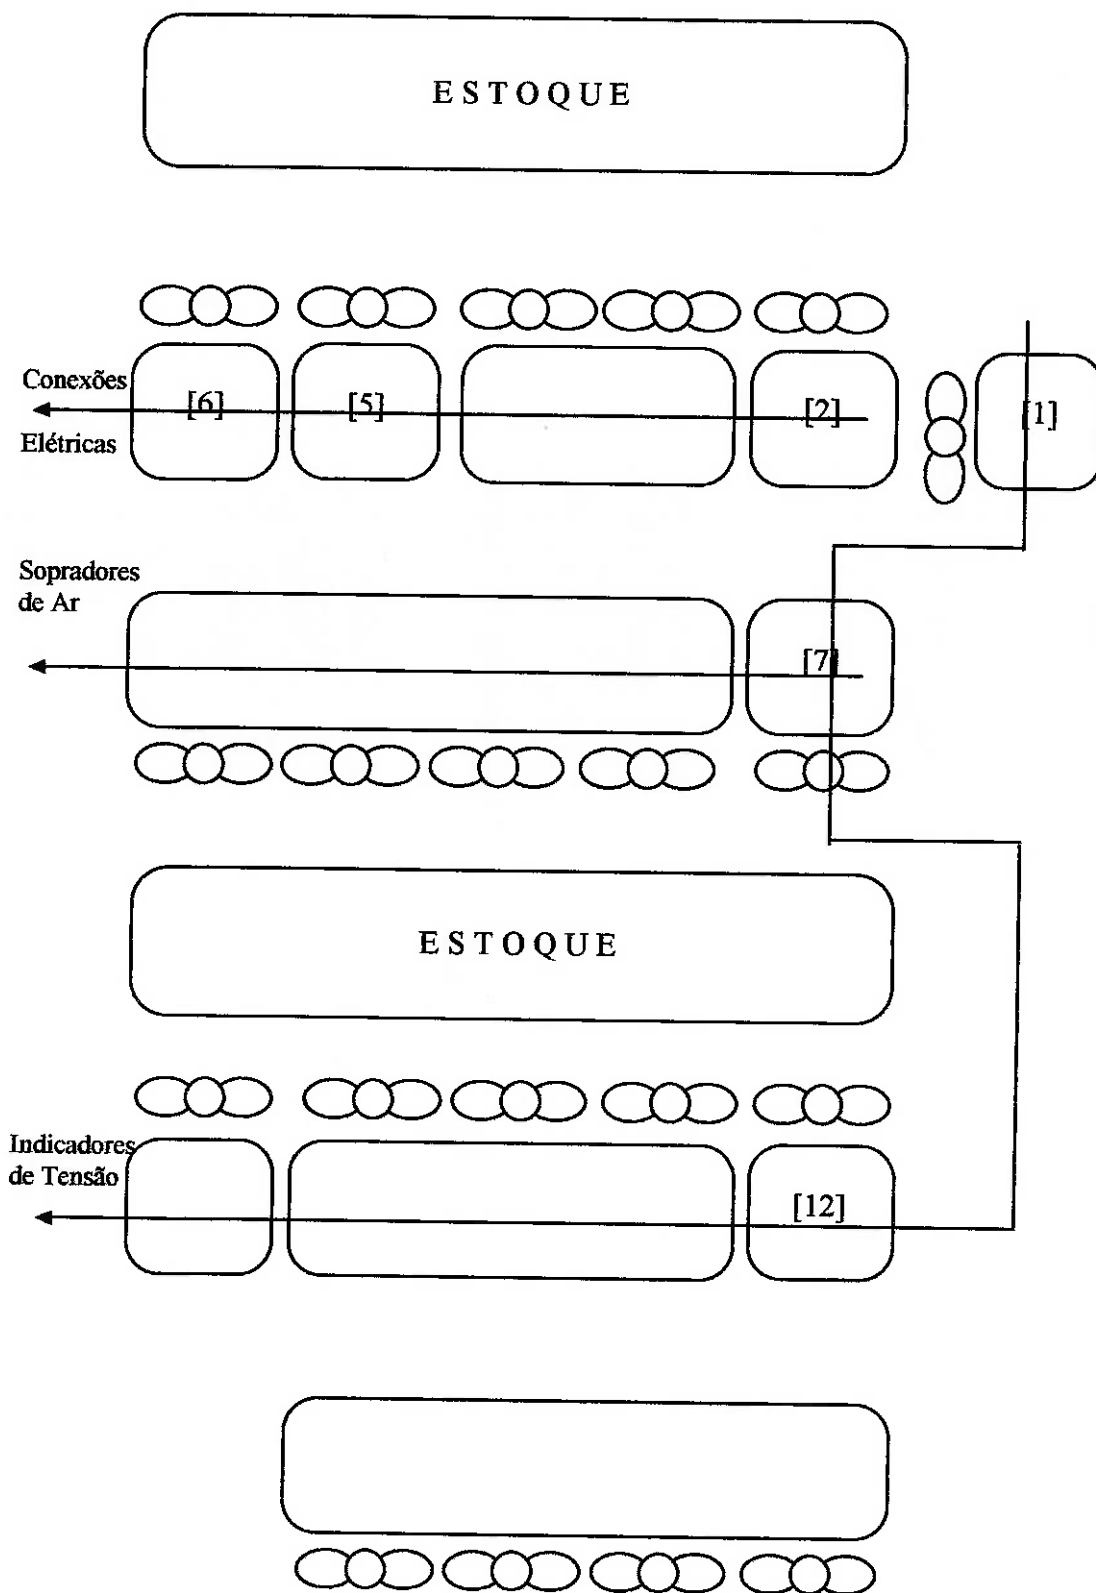 ESTOQUE
Conexões
Elétricas
[6]
[5]
[2]
[1]
Sopradores
de Ar
[7]
ESTOQUE
Indicadores
de Tensão
[12]